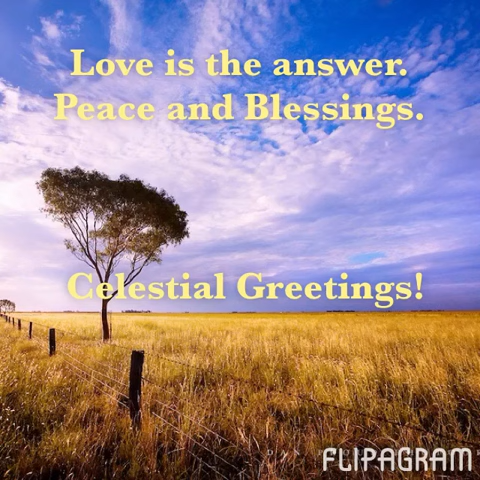 Love is the answer.
Peace and Blessings.
Celestial Greetings!
FLIPAGRAM